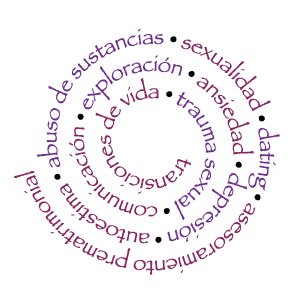 transiciones de vida • trauma sexual • comunicación • exploración • ansiedad • depresión • autoestima • abuso de sustancias • sexualidad • dating • asesoramiento prematrimonial